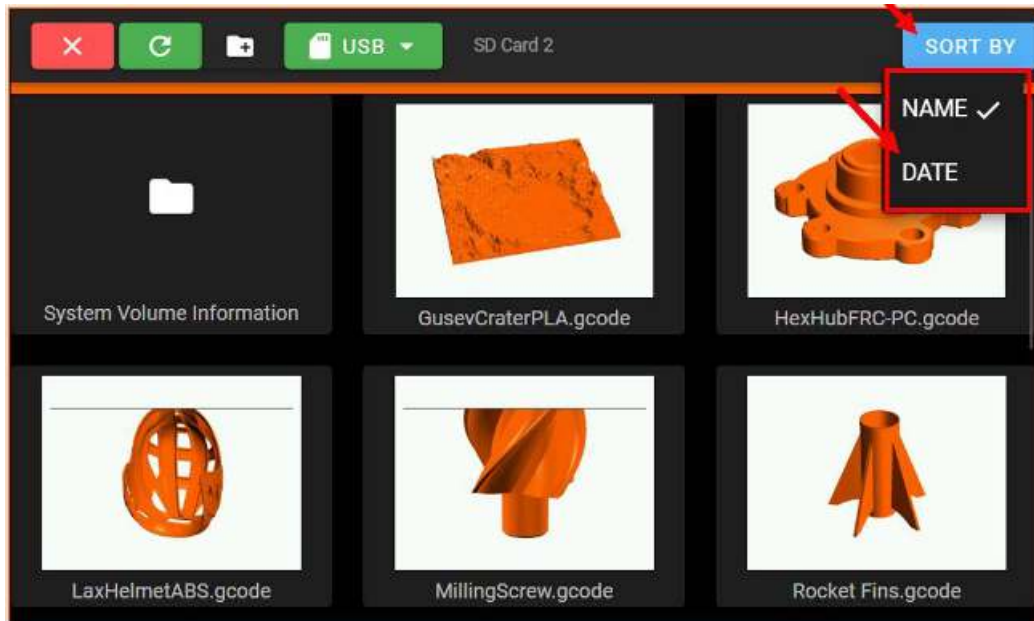 USB
SD Card 2
SORT BY
NAME
DATE
System Volume Information
GusevCraterPLA.gcode
HexHubFRC-PC.gcode
LaxHelmetABS.gcode
MillingScrew.gcode
Rocket Fins.gcode